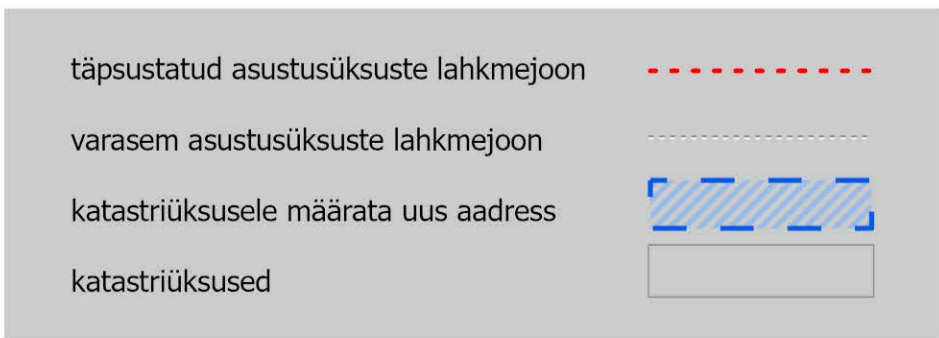 täpsustatud asustusüksuste lahkmejoon
varasem asustusüksuste lahkmejoon
katastriüksusele määrata uus aadress
katastriüksused